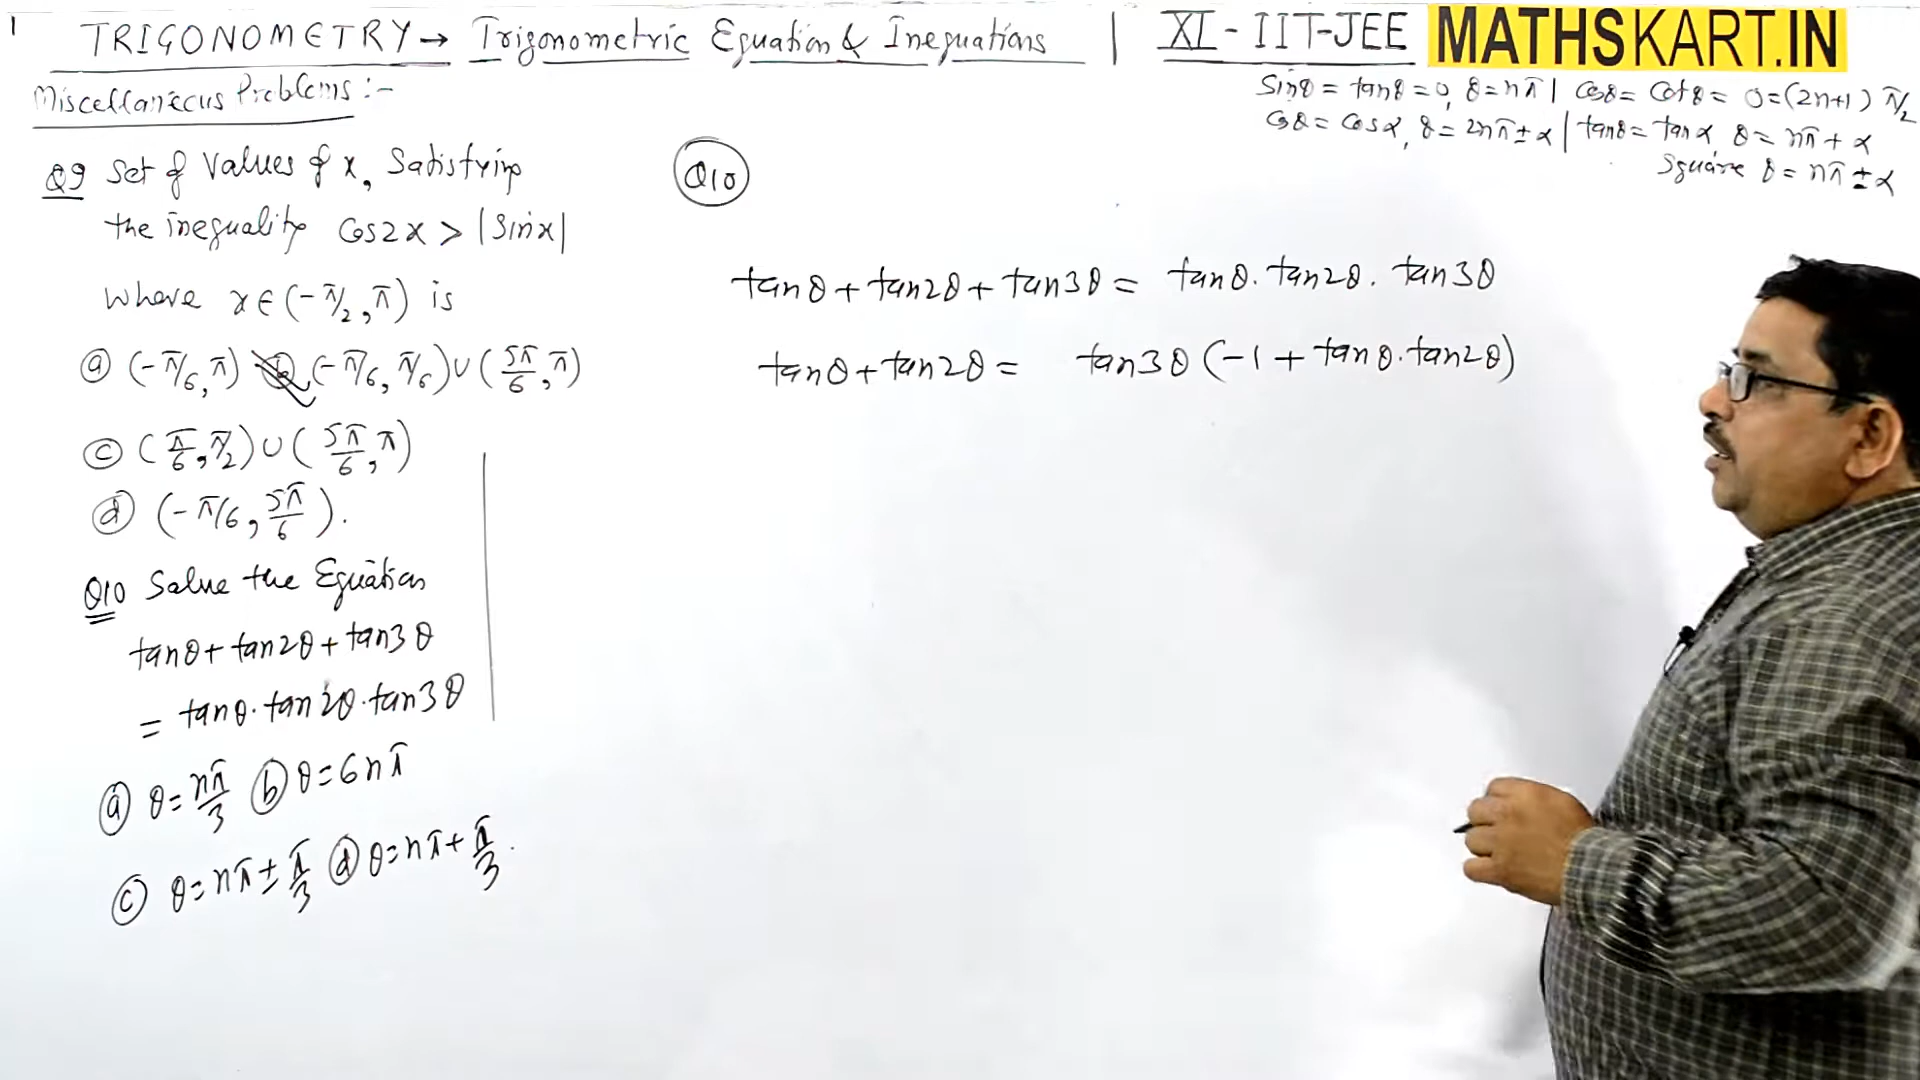 1 TRIGONOMETRY → Trigonometric Equation & Inequations | XI - IIT-JEE MATHSKART.IN
Miscellaneous Problems :-
Sinθ = tanθ = 0, θ = nπ | Cosθ = Cotθ = 0 = (2n+1) π/2
Cosθ = Cosα, θ = 2nπ ± α | tanθ = tanα θ = nπ + α
Square θ = nπ ± α
Q9 Set of Values of x, Satisfying
the inequality Cos2x > |Sinx|
Where x ∈ (-π/2, π) is
(a) (-π/6, π) (b) (-π/6, π/6) ∪ (5π/6, π)
(c) (π/6, π/2) ∪ (5π/6, π)
(d) (-π/6, 5π/6).
Q10 Solve the Equation
tanθ + tan2θ + tan3θ
= tanθ · tan2θ · tan3θ
(a) θ = nπ/3 (b) θ = 6nπ
(c) θ = nπ ± π/3 (d) θ = nπ + π/3.
Q10
tanθ + tan2θ + tan3θ = tanθ · tan2θ · tan3θ
tanθ + tan2θ = tan3θ (-1 + tanθ · tan2θ)